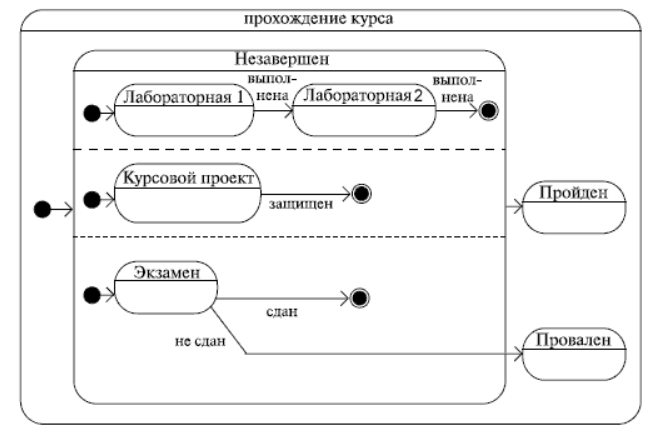 прохождение курса
Незавершен
Лабораторная 1
выпол-
нена
Лабораторная 2
выпол-
нена
Курсовой проект
защищен
Пройден
Экзамен
сдан
не сдан
Провален